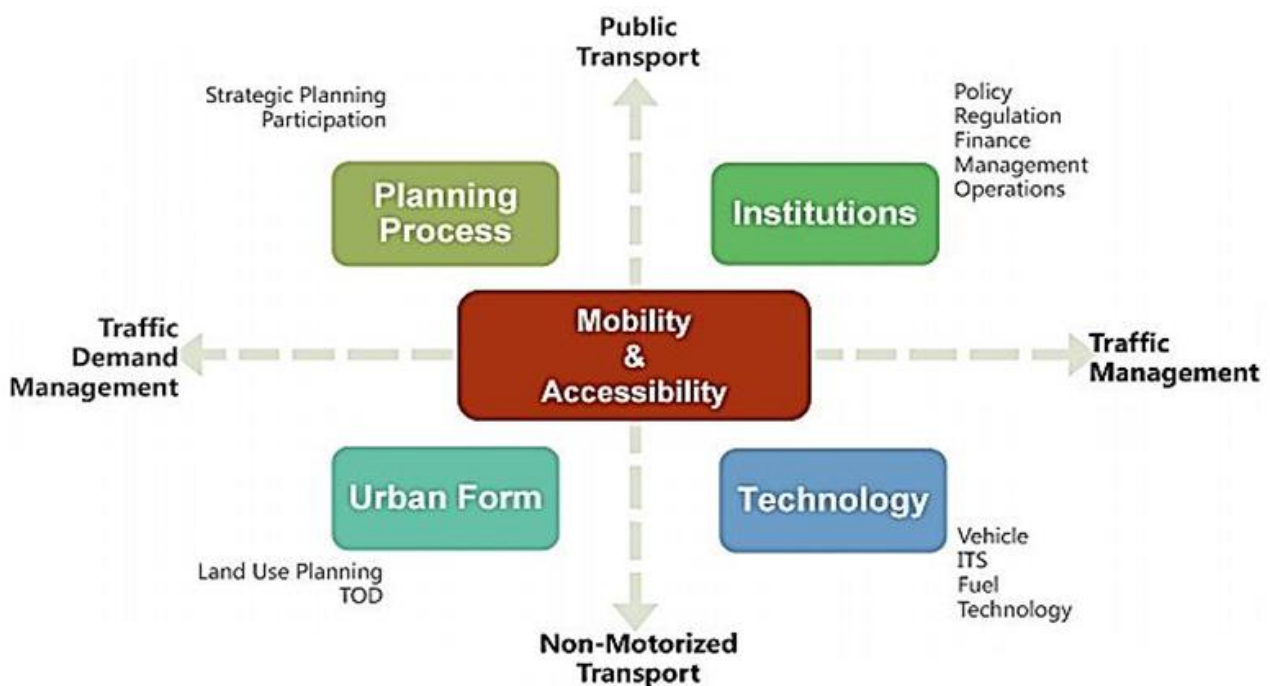 Public
Transport
Strategic Planning
Participation
Policy
Regulation
Finance
Management
Operations
Planning
Process
Institutions
Mobility
&
Accessibility
Traffic
Demand
Management
Traffic
Management
Urban Form
Technology
Land Use Planning
TOD
Vehicle
ITS
Fuel
Technology
Non-Motorized
Transport